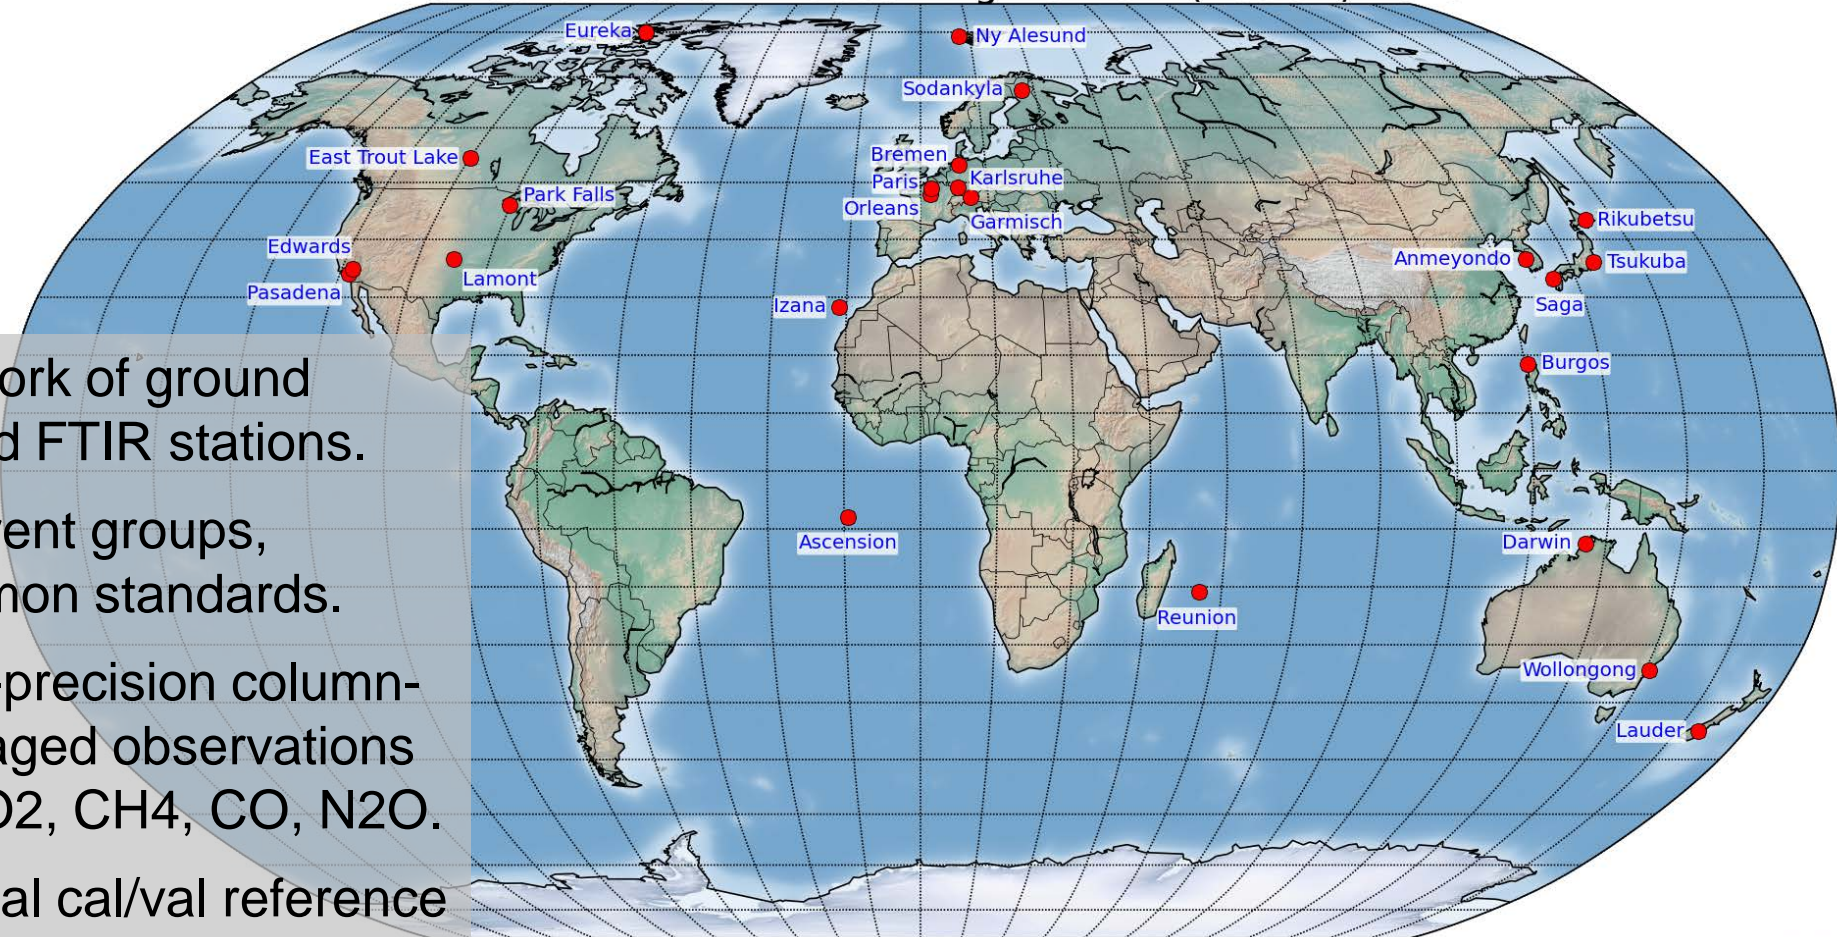 Eureka
Ny Alesund
Sodankyla
Bremen
East Trout Lake
Karlsruhe
Paris
Park Falls
Orleans
Garmisch
Rikubetsu
Edwards
Anmeyondo
Tsukuba
Lamont
Pasadena
Izana
Saga
Burgos
ork of ground
d FTIR stations.
ent groups,
Ascension
Darwin
mon standards.
Reunion
-precision column-
Wollongong
aged observations
Lauder
O2, CH4, CO, N2O.
al cal/val reference